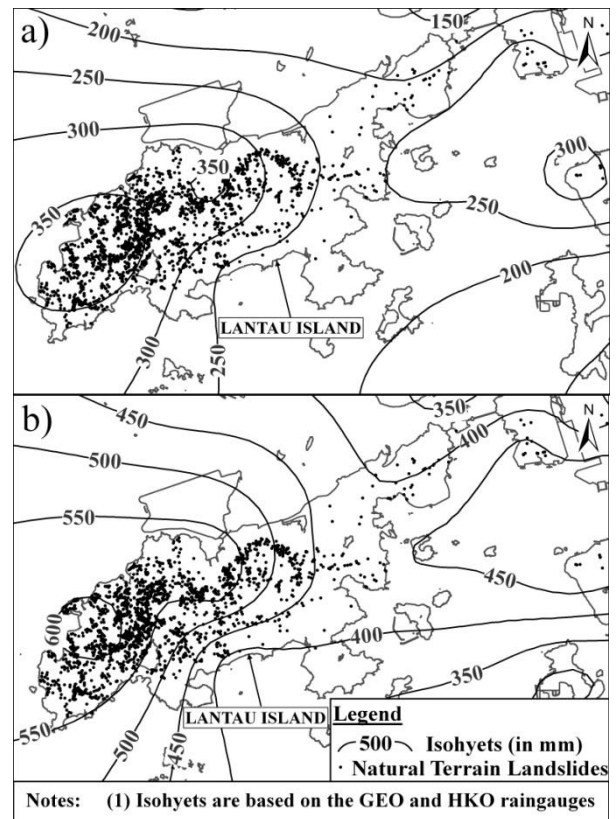 a)
200
150
N
250
300
350
300
350
250
200
LANTAU ISLAND
300
250
b)
450
350
N
400
500
550
450
600
400
350
LANTAU ISLAND
550
500
450
Legend
500 Isohyets (in mm)
Natural Terrain Landslides
Notes: (1) Isohyets are based on the GEO and HKO raingauges